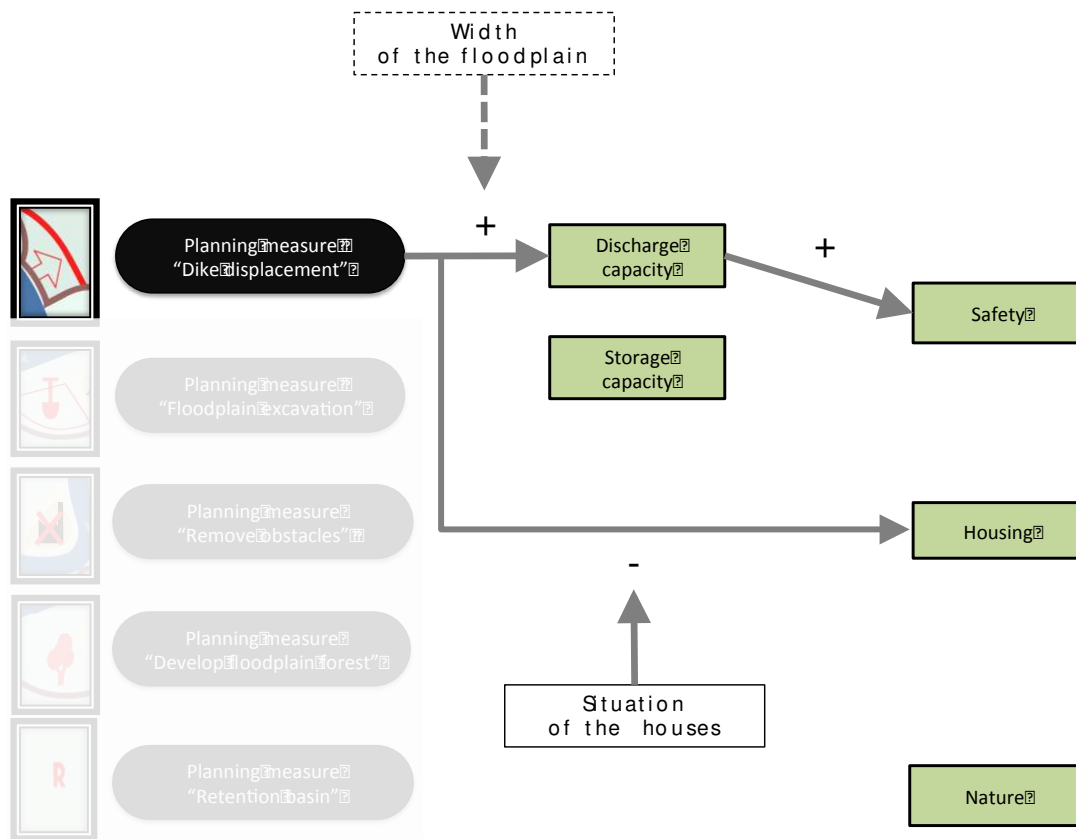 Width
of the floodplain
+
Planning measure
“Dike displacement”
Discharge
capacity
+
Safety
Storage
capacity
Planning measure
“Floodplain excavation”
Planning measure
“Remove obstacles”
Housing
-
Planning measure
“Develop floodplain forest”
Situation
of the houses
R
Planning measure
“Retention basin”
Nature